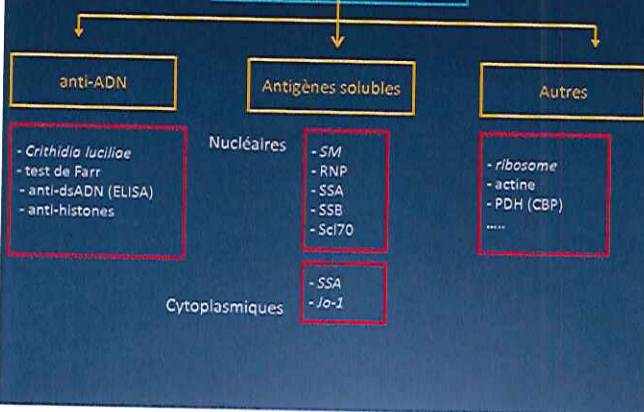 anti-ADN
- Crithidia luciliae
- test de Farr
- anti-dsADN (ELISA)
- anti-histones
Antigènes solubles
Nucléaires
- SM
- RNP
- SSA
- SSB
- Scl70
Cytoplasmiques
- SSA
- Jo-1
Autres
- ribosome
- actine
- PDH (CBP)
.....